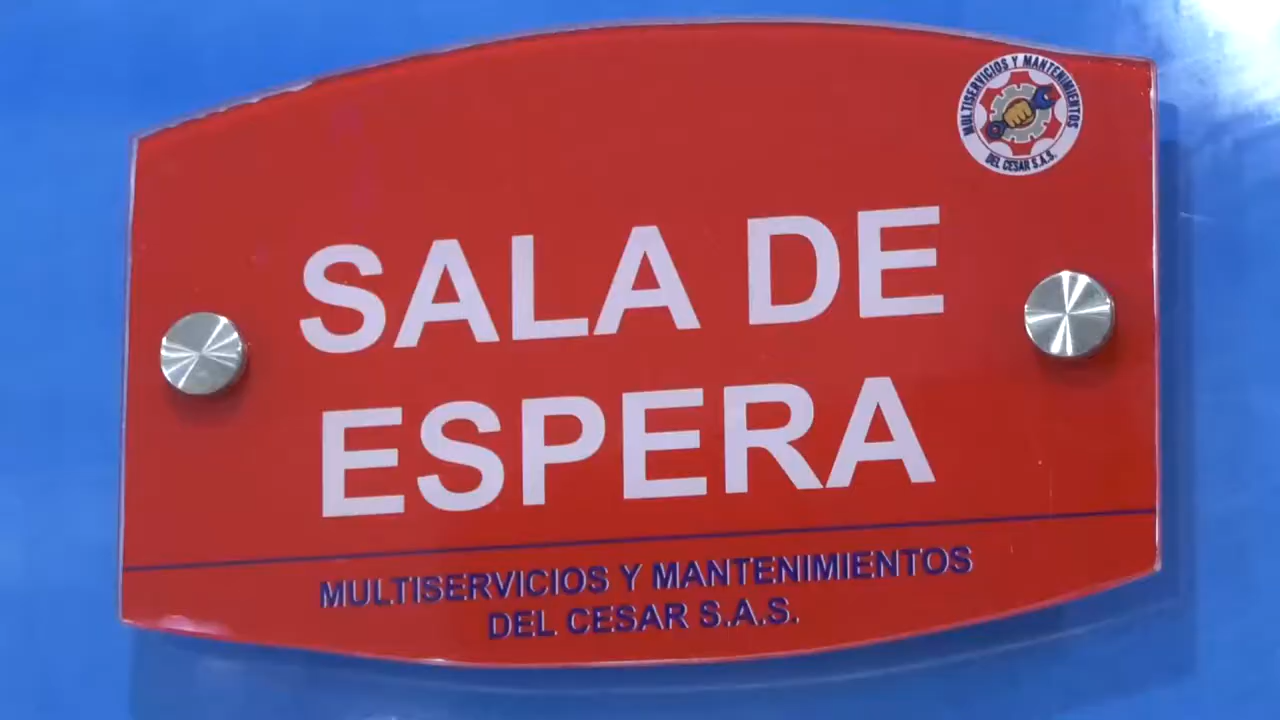 MULTISERVICIOS Y MANTENIMIENTOS
DEL CESAR S.A.S.
SALA DE
ESPERA
MULTISERVICIOS Y MANTENIMIENTOS
DEL CESAR S.A.S.